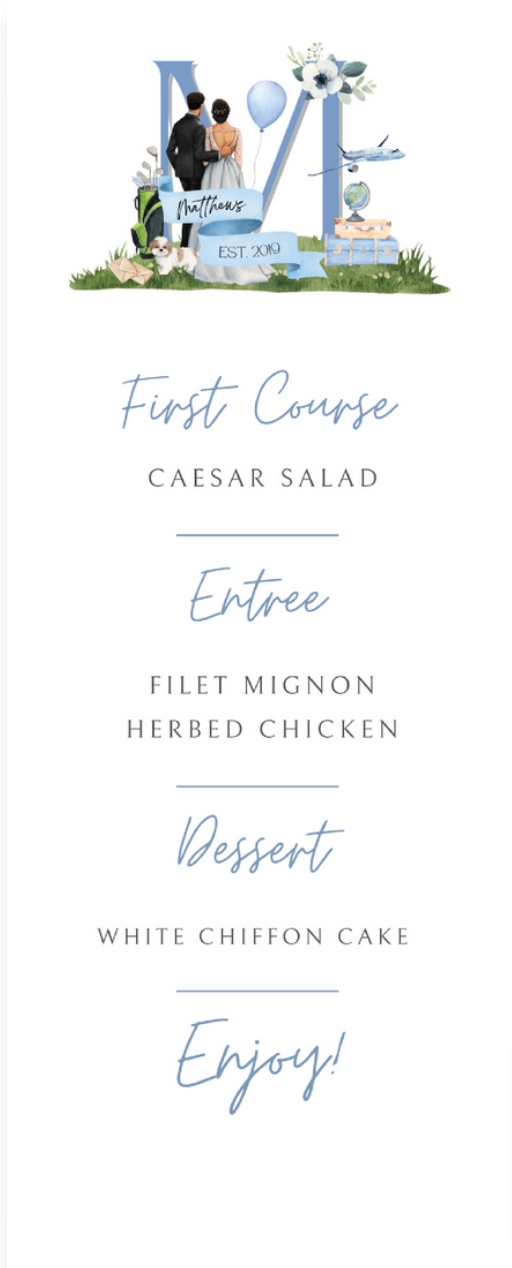 M
Matthews
EST. 2019
First Course
CAESAR SALAD
Entree
FILET MIGNON
HERBED CHICKEN
Dessert
WHITE CHIFFON CAKE
Enjoy!